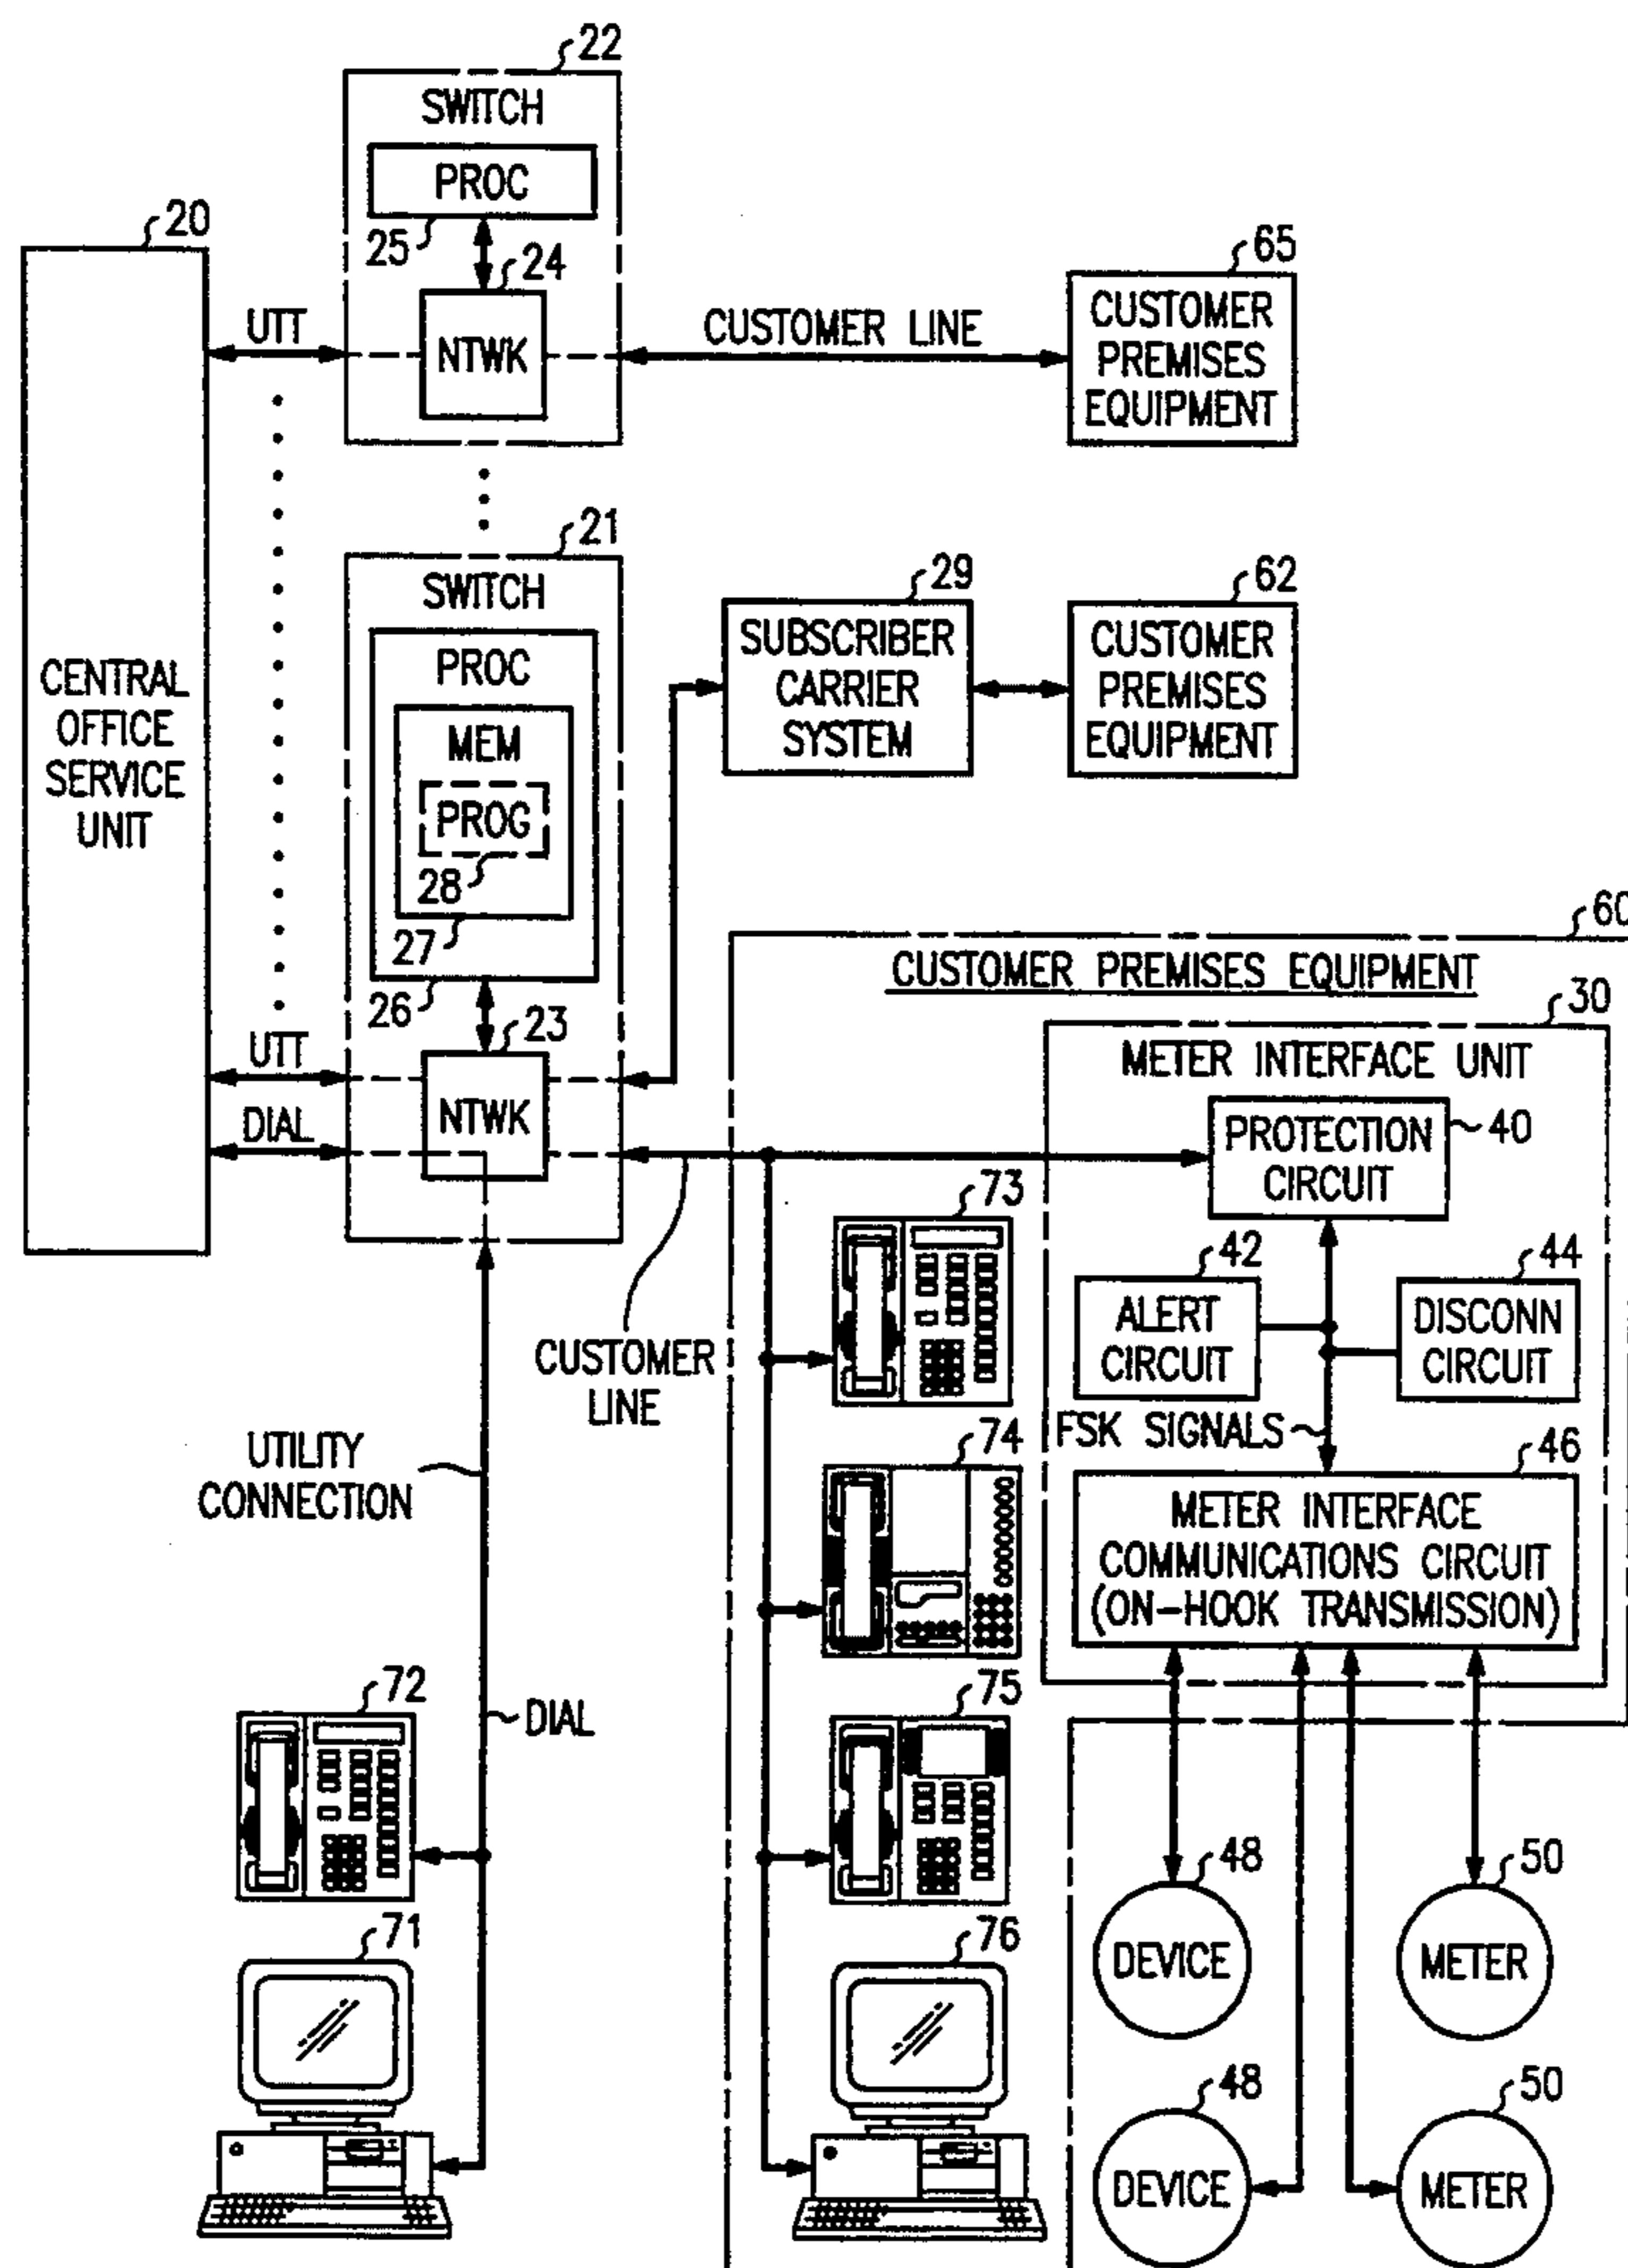 22
SWITCH
PROC
25
24
NTWK
20
CENTRAL
OFFICE
SERVICE
UNIT
UTT
CUSTOMER LINE
65
CUSTOMER
PREMISES
EQUIPMENT
21
SWITCH
PROC
MEM
PROG
28
27
26
23
NTWK
UTT
DIAL
29
SUBSCRIBER
CARRIER
SYSTEM
62
CUSTOMER
PREMISES
EQUIPMENT
60
CUSTOMER PREMISES EQUIPMENT
30
METER INTERFACE UNIT
PROTECTION
CIRCUIT
40
42
ALERT
CIRCUIT
44
DISCONN
CIRCUIT
FSK SIGNALS
46
METER INTERFACE
COMMUNICATIONS CIRCUIT
(ON-HOOK TRANSMISSION)
CUSTOMER
LINE
UTILITY
CONNECTION
DIAL
72
71
73
74
75
76
48
DEVICE
50
METER
48
DEVICE
50
METER